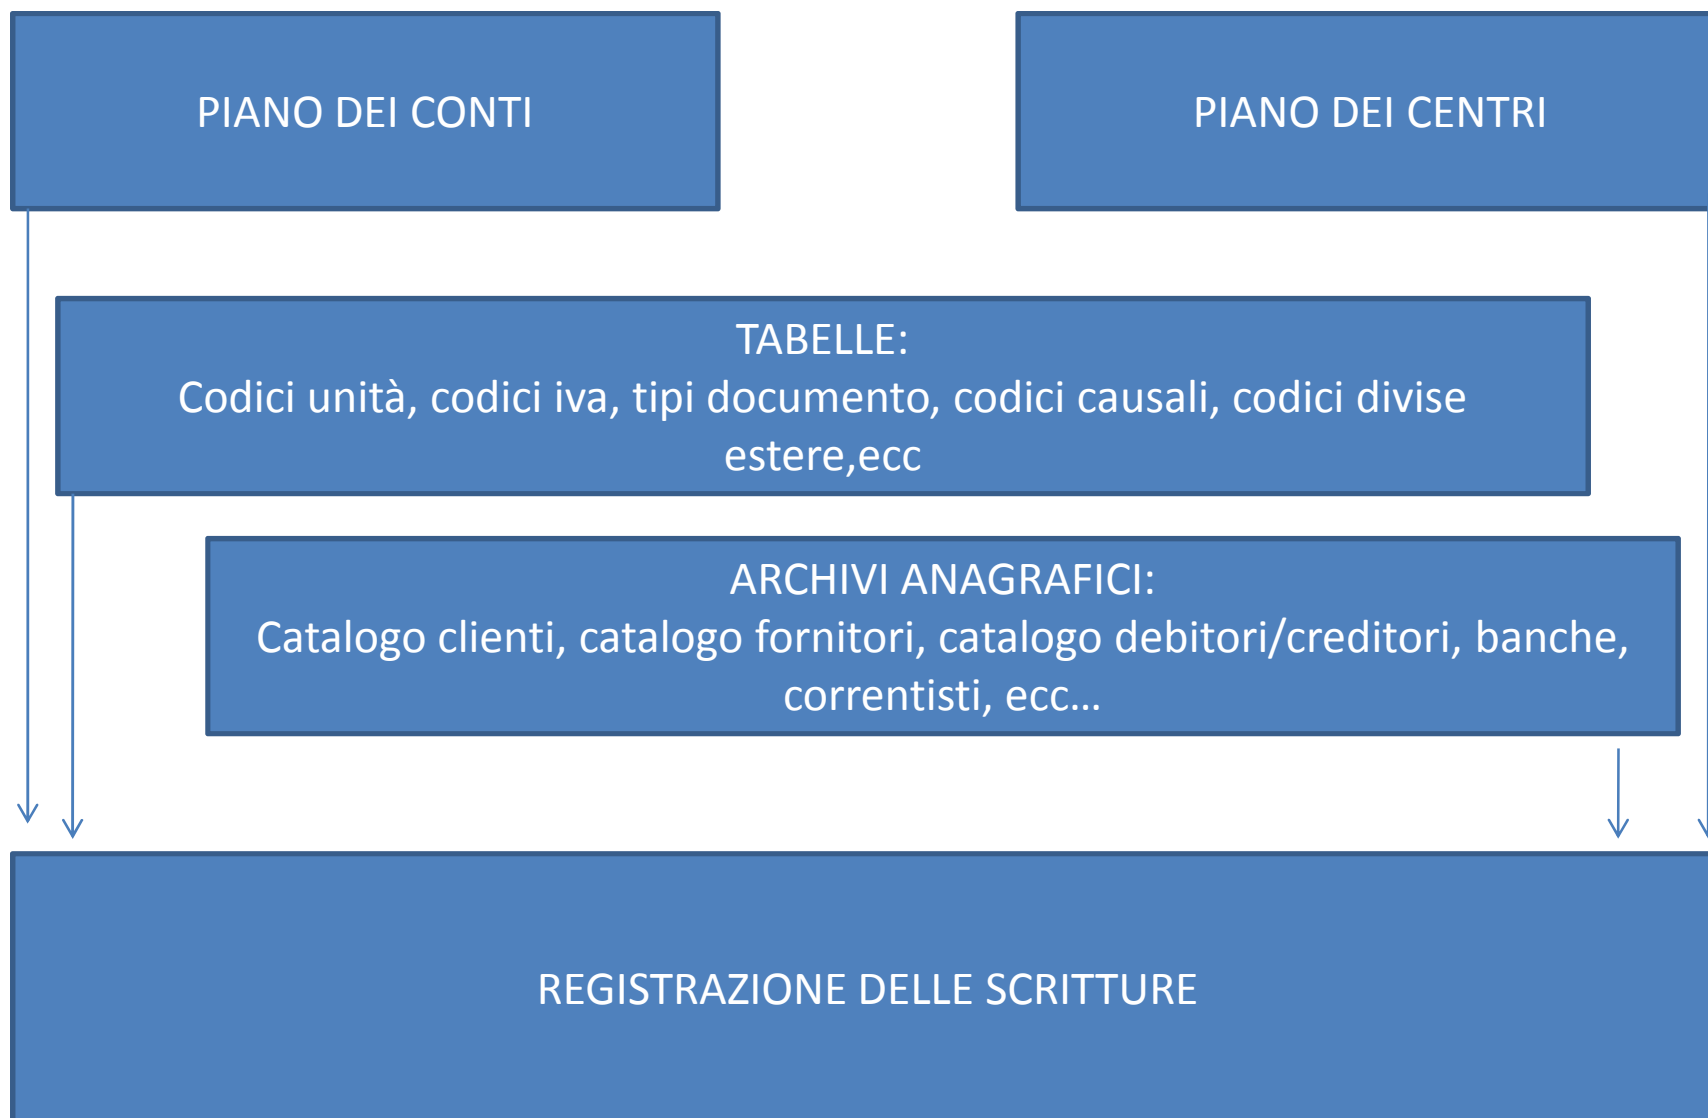 PIANO DEI CONTI
PIANO DEI CENTRI
TABELLE:
Codici unità, codici iva, tipi documento, codici causali, codici divise
estere,ecc
ARCHIVI ANAGRAFICI:
Catalogo clienti, catalogo fornitori, catalogo debitori/creditori, banche,
correntisti, ecc…
REGISTRAZIONE DELLE SCRITTURE